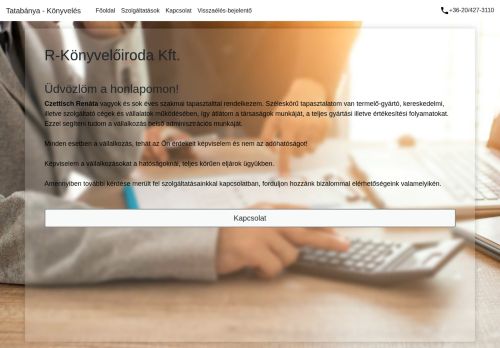 Tatabánya - Könyvelés Főoldal Szolgáltatások Kapcsolat Visszaélés-bejelentő +36-20/427-3110
R-Könyvelőiroda Kft.
Üdvözlöm a honlapomon!
Czettisch Renáta vagyok és sok éves szakmai tapasztalttal rendelkezem. Széleskörű tapasztalatom van termelő-gyártó, kereskedelmi,
illetve szolgáltató cégek és vállalatok működésében, így átlátom a társaságok munkáját, a teljes gyártási illetve értékesítési folyamatokat.
Ezzel segíteni tudom a vállalkozás belső adminisztrációs munkáját.
Minden esetben a vállalkozás, tehát az Ön érdekeit képviselem és nem az adóhatóságot!
Képviselem a vállalkozásokat a hatóságoknál, teljes körűen eljárok ügyükben.
Amennyiben további kérdése merült fel szolgáltatásainkkal kapcsolatban, forduljon hozzánk bizalommal elérhetőségeink valamelyikén.
Kapcsolat